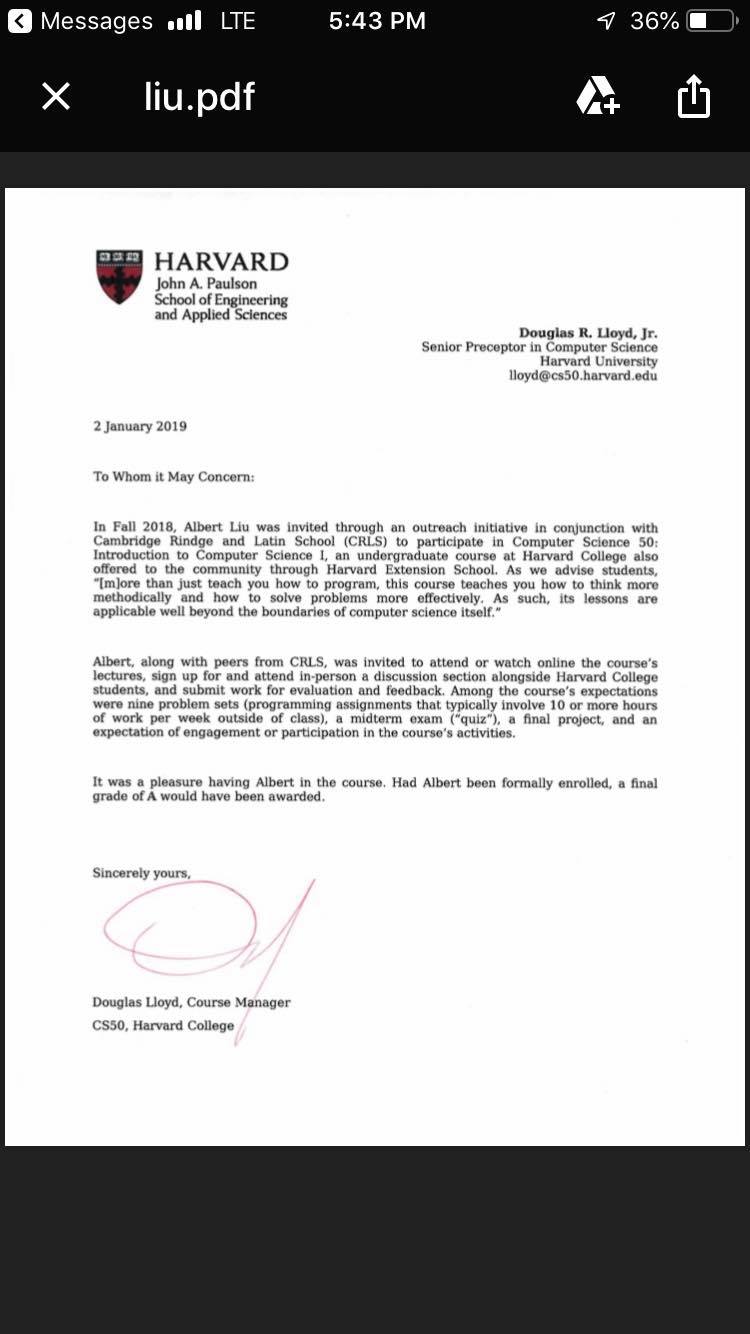 Messages LTE 5:43 PM 36%
liu.pdf
HARVARD
John A. Paulson
School of Engineering
and Applied Sciences
Douglas R. Lloyd, Jr.
Senior Preceptor in Computer Science
Harvard University
lloyd@cs50.harvard.edu
2 January 2019
To Whom it May Concern:
In Fall 2018, Albert Liu was invited through an outreach initiative in conjunction with
Cambridge Rindge and Latin School (CRLS) to participate in Computer Science 50:
Introduction to Computer Science I, an undergraduate course at Harvard College also
offered to the community through Harvard Extension School. As we advise students,
“[m]ore than just teach you how to program, this course teaches you how to think more
methodically and how to solve problems more effectively. As such, its lessons are
applicable well beyond the boundaries of computer science itself.”
Albert, along with peers from CRLS, was invited to attend or watch online the course’s
lectures, sign up for and attend in-person a discussion section alongside Harvard College
students, and submit work for evaluation and feedback. Among the course’s expectations
were nine problem sets (programming assignments that typically involve 10 or more hours
of work per week outside of class), a midterm exam (“quiz”), a final project, and an
expectation of engagement or participation in the course’s activities.
It was a pleasure having Albert in the course. Had Albert been formally enrolled, a final
grade of A would have been awarded.
Sincerely yours,
Douglas Lloyd, Course Manager
CS50, Harvard College